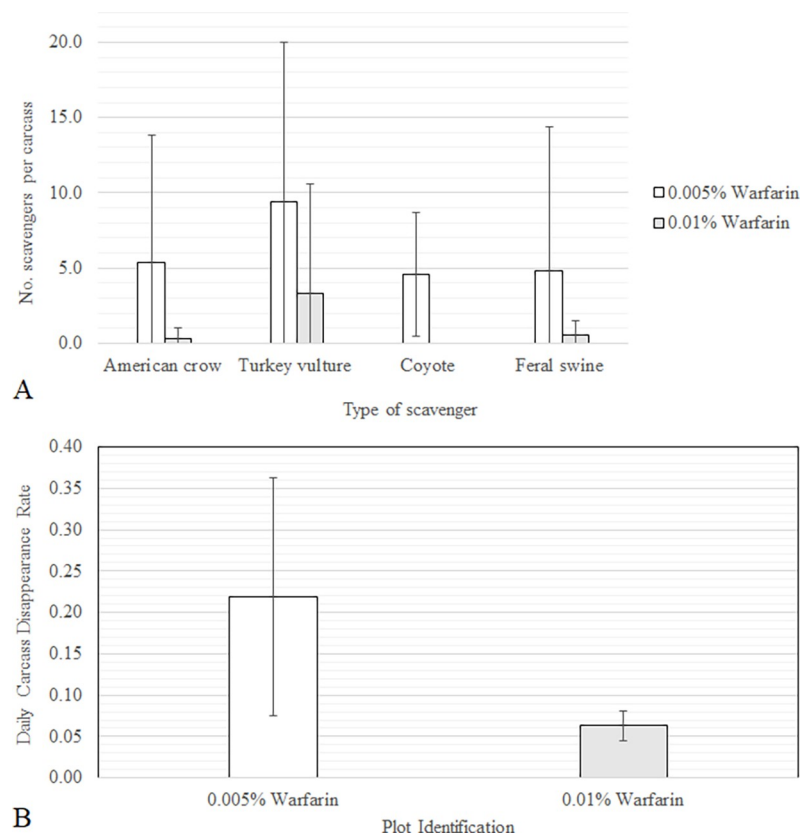 20.0
15.0
10.0
5.0
0.0
No. scavengers per carcass
American crow Turkey vulture Coyote Feral swine
Type of scavenger
0.005% Warfarin
0.01% Warfarin
A
0.40
0.35
0.30
0.25
0.20
0.15
0.10
0.05
0.00
Daily Carcass Disappearance Rate
0.005% Warfarin 0.01% Warfarin
Plot Identification
B